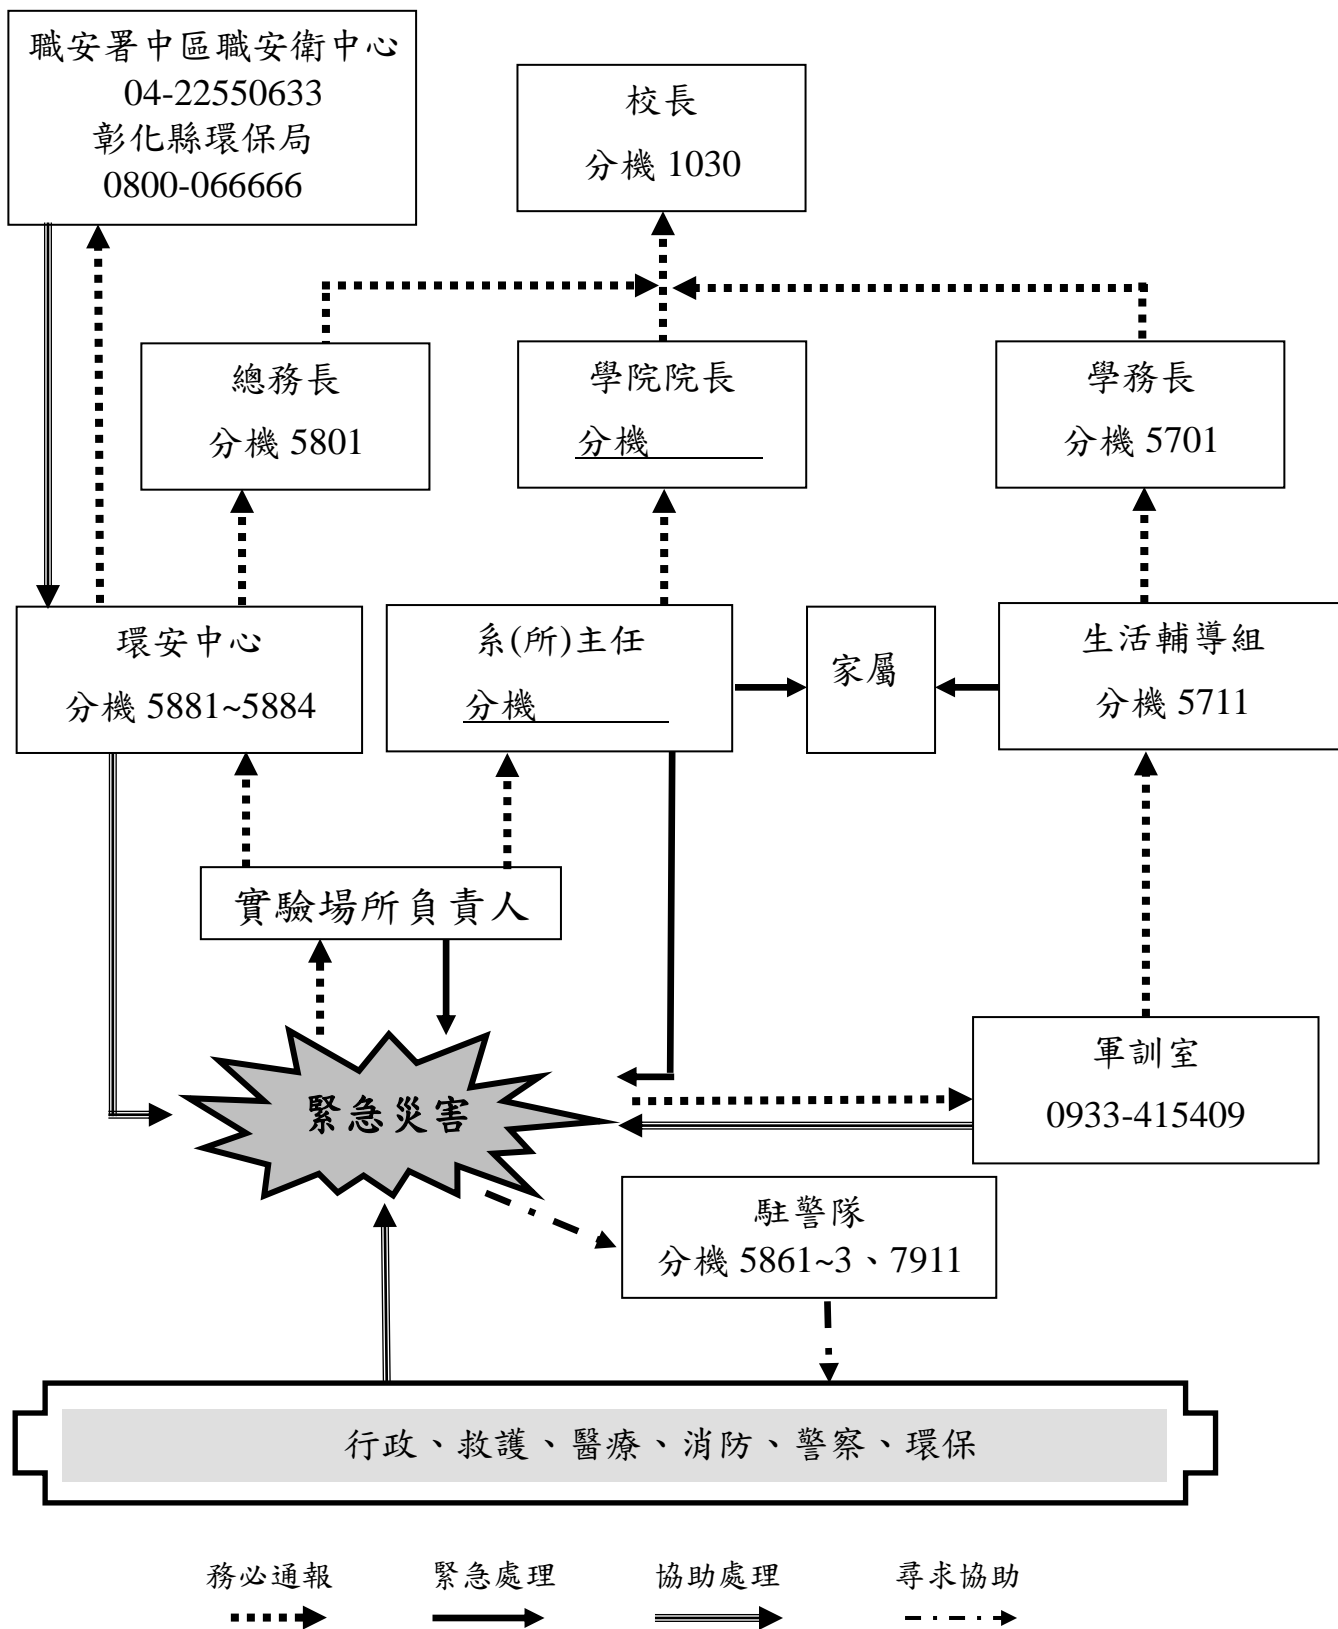 職安署中區職安衛中心
04-22550633
彰化縣環保局
0800-066666
校長
分機 1030
總務長
分機 5801
學院院長
分機
學務長
分機 5701
環安中心
分機 5881~5884
系(所)主任
分機
家屬
生活輔導組
分機 5711
實驗場所負責人
緊急災害
軍訓室
0933-415409
駐警隊
分機 5861~3、7911
行政、救護、醫療、消防、警察、環保
務必通報
緊急處理
協助處理
尋求協助